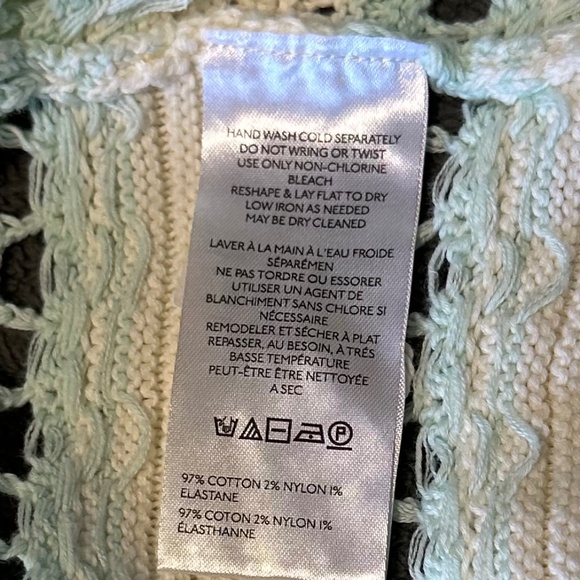 HAND WASH COLD SEPARATELY
DO NOT WRING OR TWIST
USE ONLY NON-CHLORINE
BLEACH
RESHAPE & LAY FLAT TO DRY
LOW IRON AS NEEDED
MAY BE DRY CLEANED
LAVER À LA MAIN À L'EAU FROIDE
SÉPARÉMEN
NE PAS TORDRE OU ESSORER
UTILISER UN AGENT DE
BLANCHIMENT SANS CHLORE SI
NÉCESSAIRE
REMODELER ET SÉCHER À PLAT
REPASSER, AU BESOIN, À TRÈS
BASSE TEMPÉRATURE
PEUT-ÊTRE ÊTRE NETTOYÉE
A SEC
P
97% COTTON 2% NYLON 1%
ELASTANE
97% COTON 2% NYLON 1%
ÉLASTHANNE